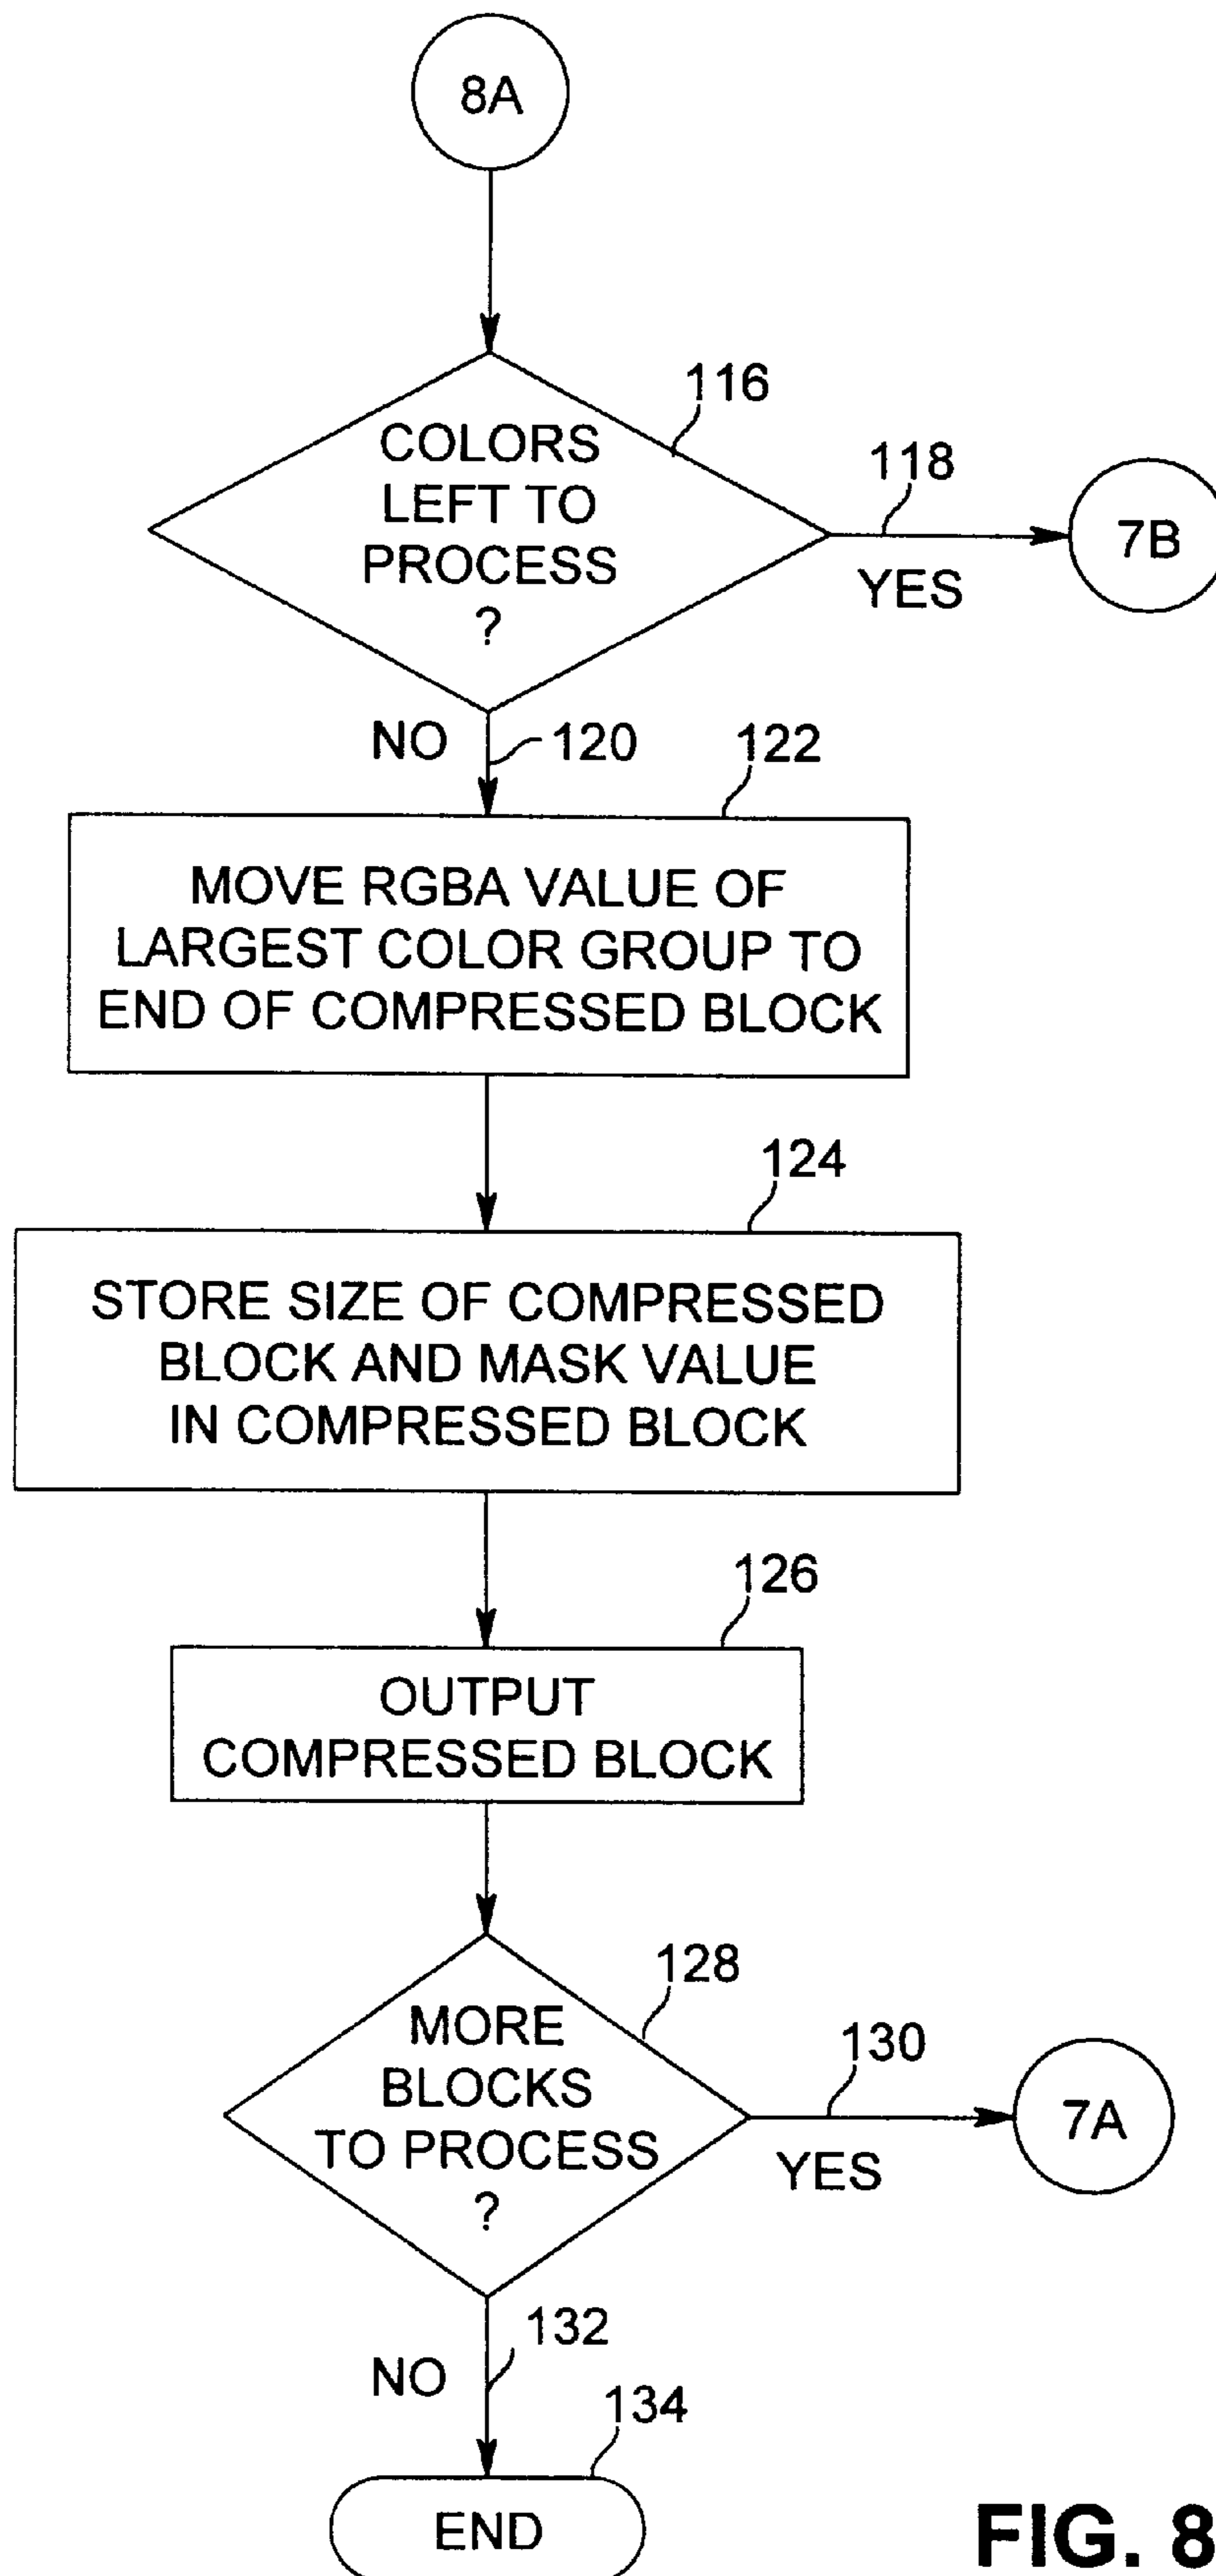 8A
116
COLORS
LEFT TO
PROCESS
?
118
YES
7B
NO
120
122
MOVE RGBA VALUE OF
LARGEST COLOR GROUP TO
END OF COMPRESSED BLOCK
124
STORE SIZE OF COMPRESSED
BLOCK AND MASK VALUE
IN COMPRESSED BLOCK
126
OUTPUT
COMPRESSED BLOCK
128
MORE
BLOCKS
TO PROCESS
?
130
YES
7A
NO
132
134
END
FIG. 8